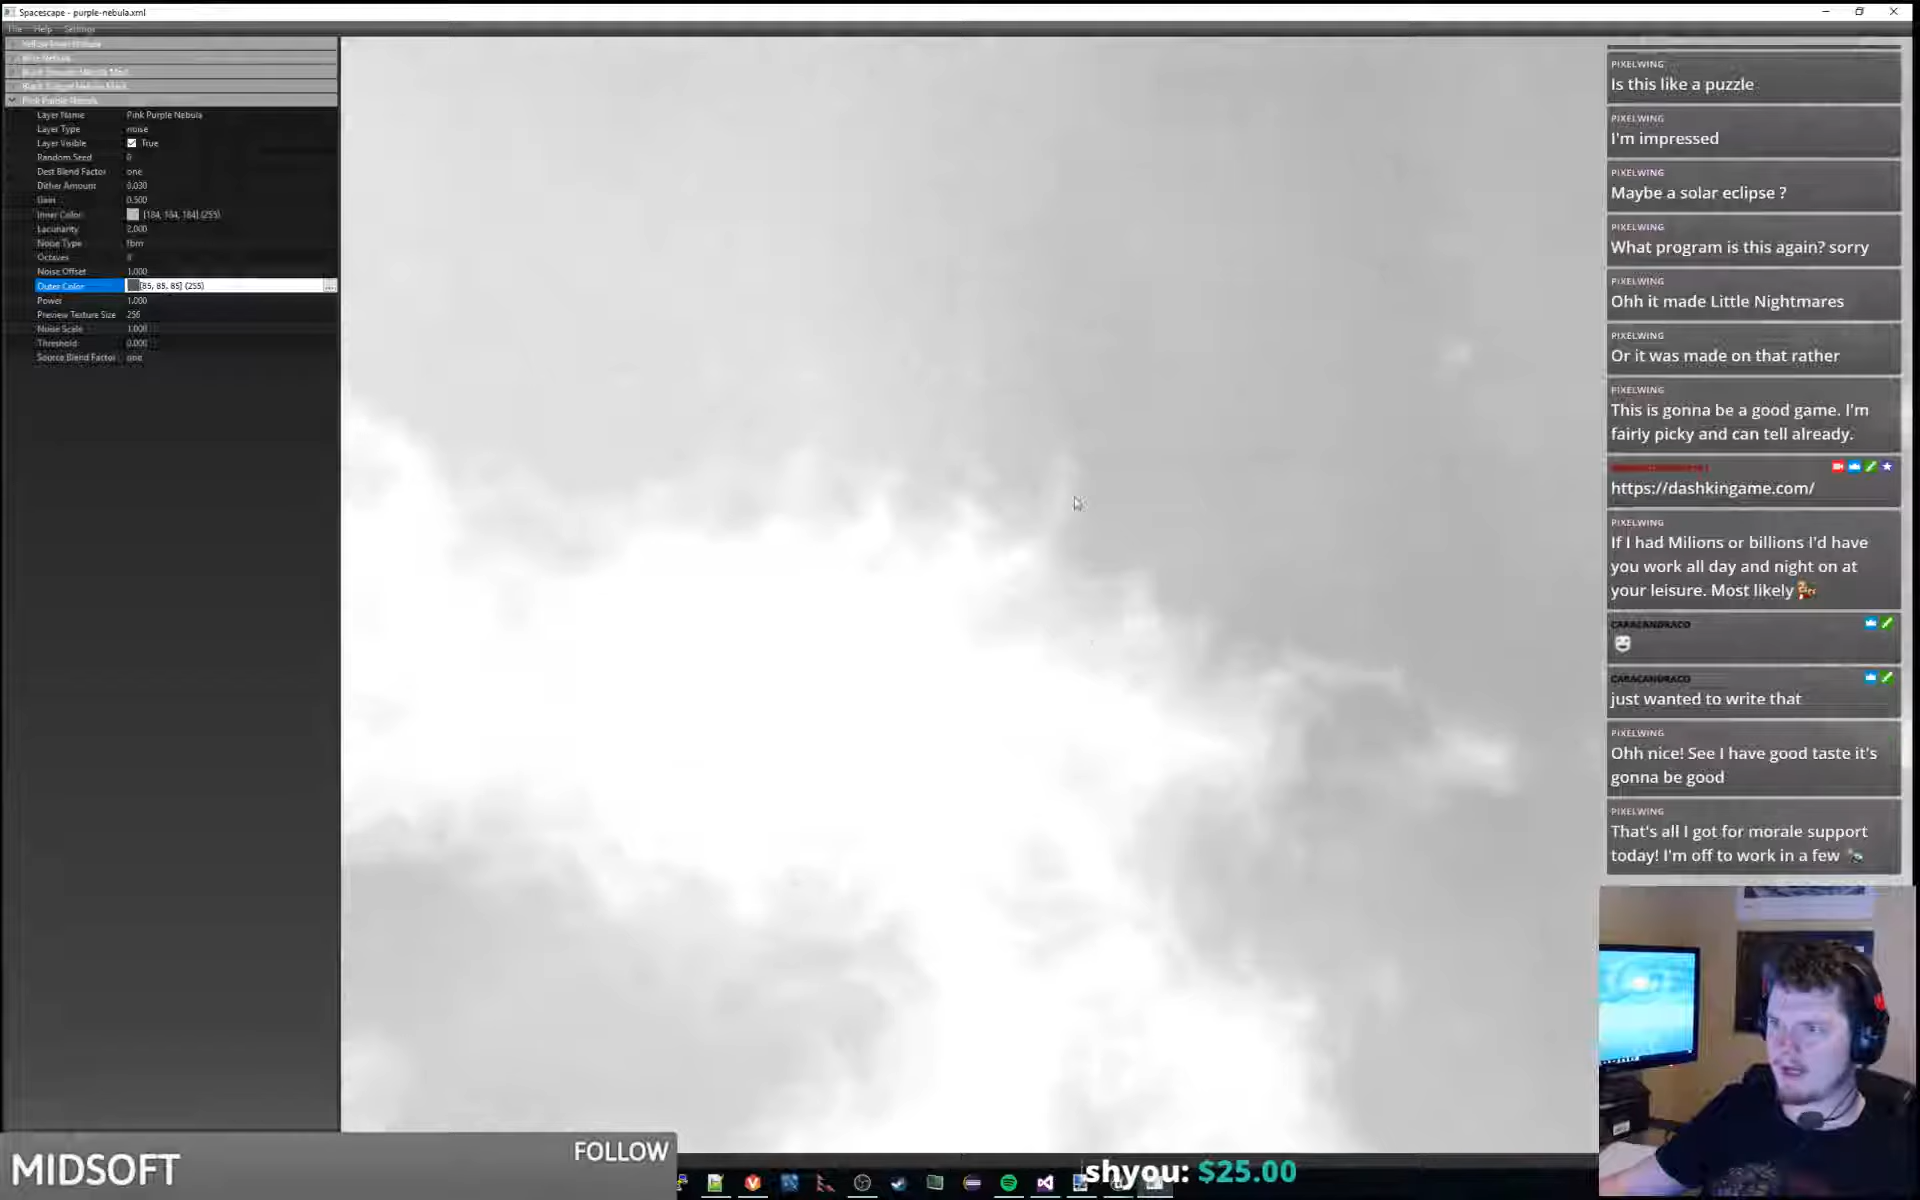 Spacescape - purple-nebula.xml
File Help Settings
Pink Purple Nebula
Layer Name Pink Purple Nebula
Layer Type noise
Layer Visible True
Random Seed 0
Dest Blend Factor one
Dither Amount 0.030
Gain 0.500
Inner Color [184, 184, 184] (255)
Lacunarity 2.000
Noise Type fbm
Octaves 8
Noise Offset 1.000
Outer Color [85, 85, 85] (255) ...
Power 1.000
Preview Texture Size 256
Noise Scale 1.000
Threshold 0.000
Source Blend Factor one
PIXELWING
Is this like a puzzle
PIXELWING
I'm impressed
PIXELWING
Maybe a solar eclipse ?
PIXELWING
What program is this again? sorry
PIXELWING
Ohh it made Little Nightmares
PIXELWING
Or it was made on that rather
PIXELWING
This is gonna be a good game. I'm
fairly picky and can tell already.
https://dashkingame.com/
PIXELWING
If I had Milions or billions I'd have
you work all day and night on at
your leisure. Most likely
CARACANDRACO
CARACANDRACO
just wanted to write that
PIXELWING
Ohh nice! See I have good taste it's
gonna be good
PIXELWING
That's all I got for morale support
today! I'm off to work in a few
MIDSOFT
FOLLOW
shyou: $25.00